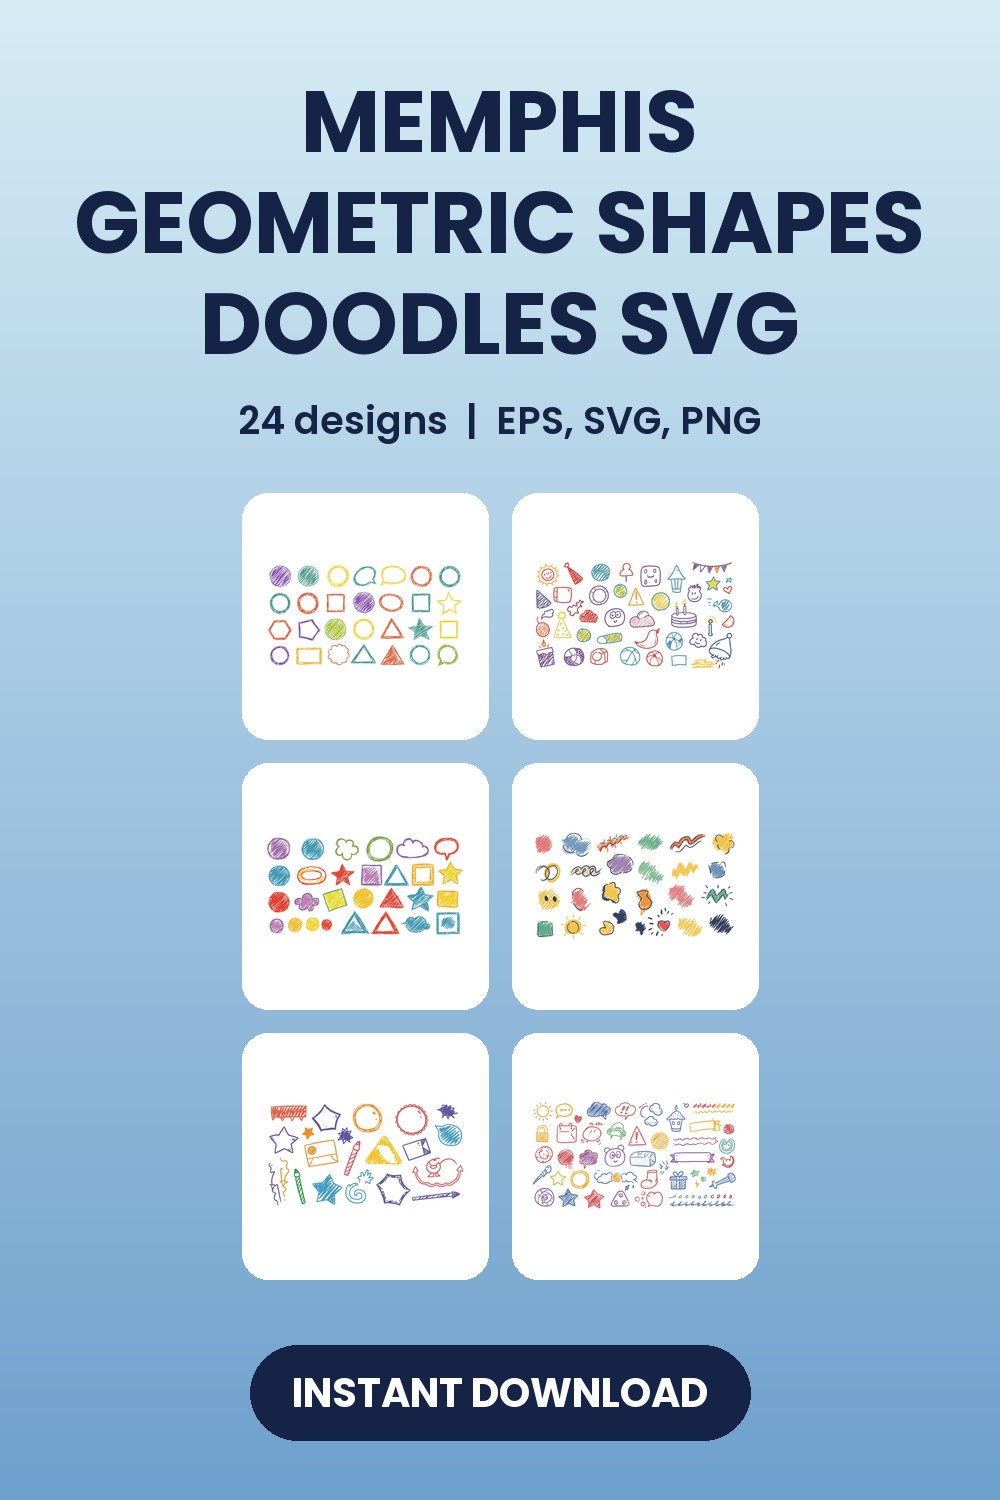 MEMPHIS
GEOMETRIC SHAPES
DOODLES SVG
24 designs | EPS, SVG, PNG
INSTANT DOWNLOAD